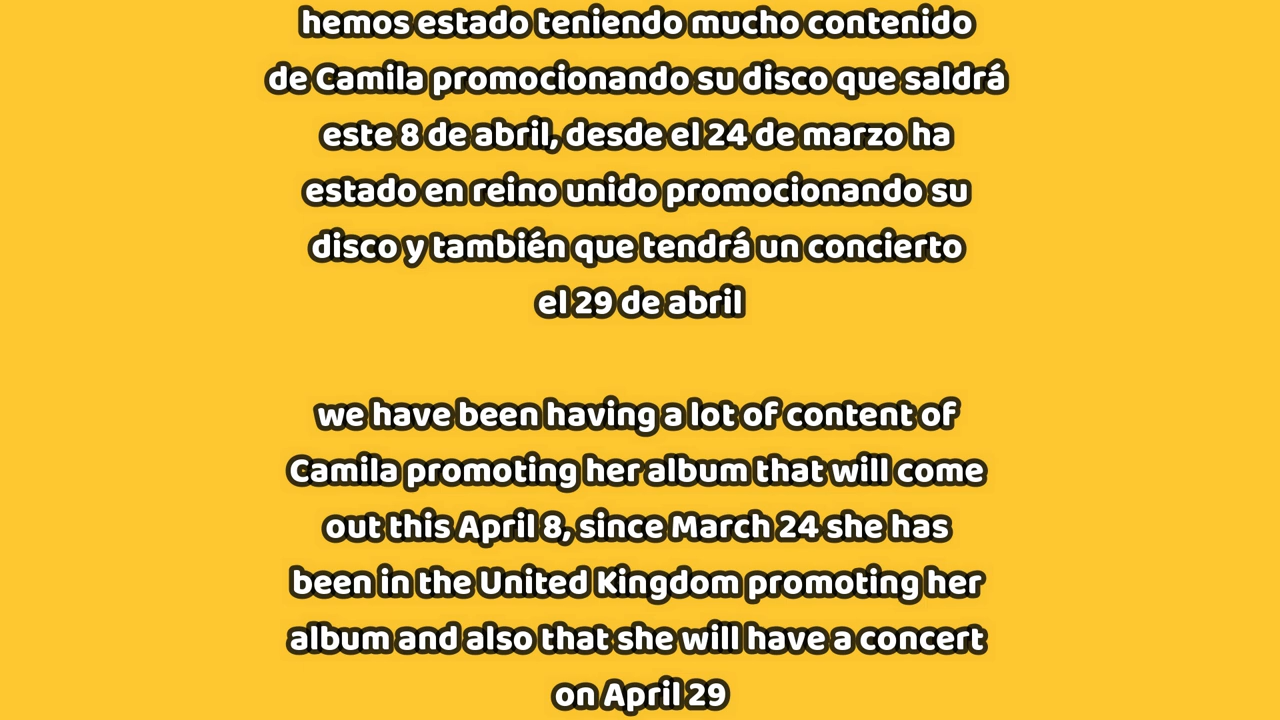 hemos estado teniendo mucho contenido
de Camila promocionando su disco que saldrá
este 8 de abril, desde el 24 de marzo ha
estado en reino unido promocionando su
disco y también que tendrá un concierto
el 29 de abril
we have been having a lot of content of
Camila promoting her album that will come
out this April 8, since March 24 she has
been in the United Kingdom promoting her
album and also that she will have a concert
on April 29